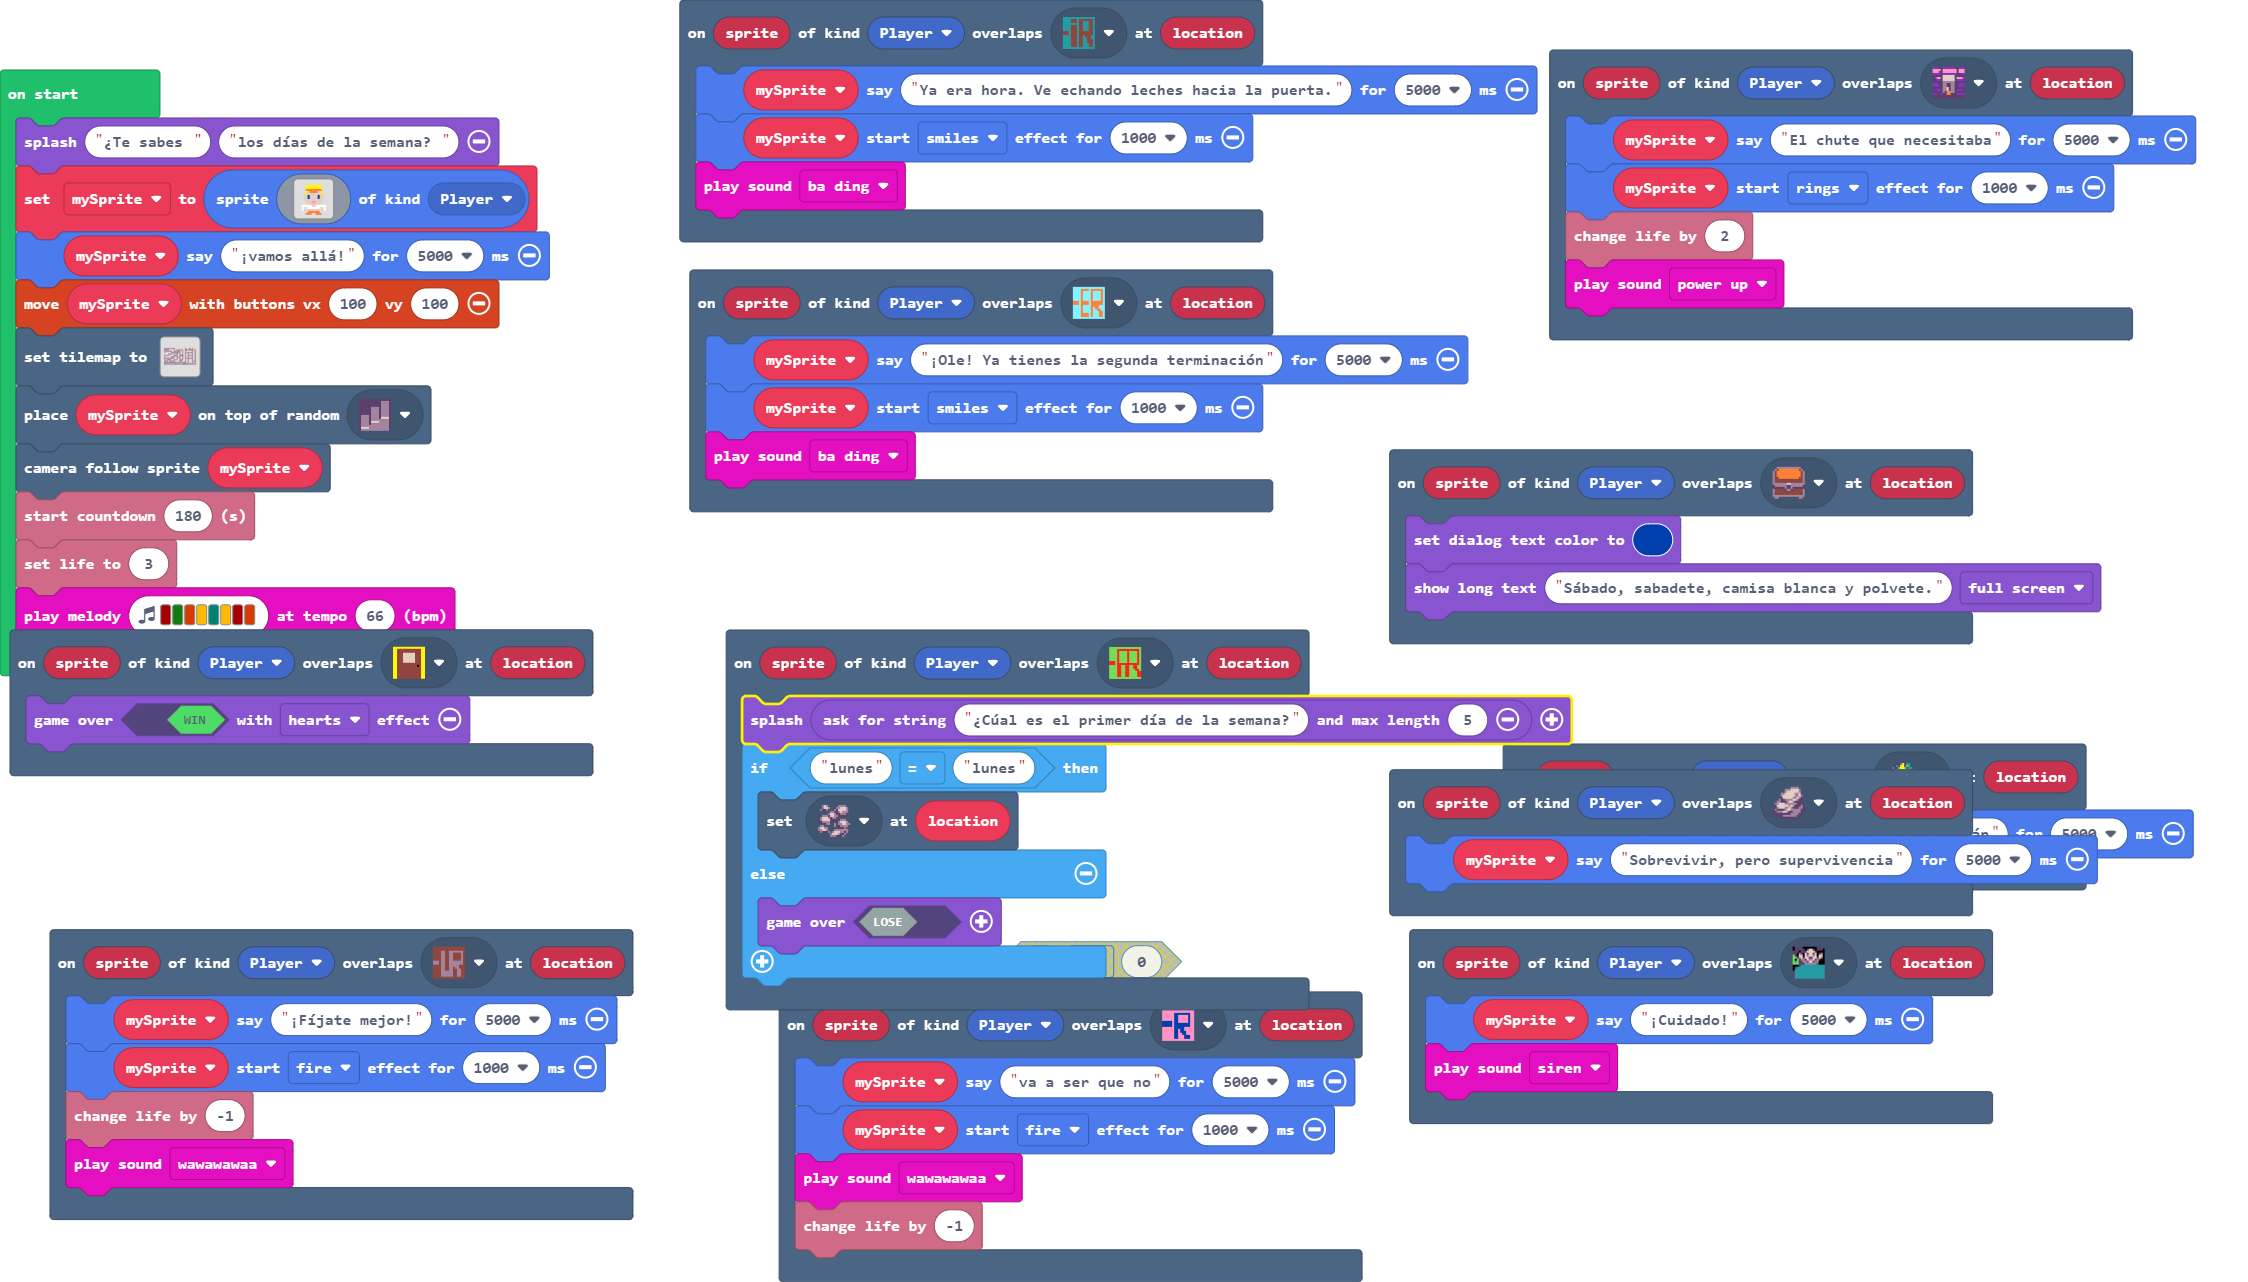 on start
splash "¿Te sabes " "los días de la semana? "
set mySprite to sprite of kind Player
mySprite say "¡vamos allá!" for 5000 ms
move mySprite with buttons vx 100 vy 100
set tilemap to
place mySprite on top of random
camera follow sprite mySprite
start countdown 180 (s)
set life to 3
play melody at tempo 66 (bpm)
on sprite of kind Player overlaps at location
game over WIN with hearts effect
on sprite of kind Player overlaps -UR at location
mySprite say "¡Fíjate mejor!" for 5000 ms
mySprite start fire effect for 1000 ms
change life by -1
play sound wawawawaa
on sprite of kind Player overlaps -iR at location
mySprite say "Ya era hora. Ve echando leches hacia la puerta." for 5000 ms
mySprite start smiles effect for 1000 ms
play sound ba ding
on sprite of kind Player overlaps -ER at location
mySprite say "¡Ole! Ya tienes la segunda terminación" for 5000 ms
mySprite start smiles effect for 1000 ms
play sound ba ding
on sprite of kind Player overlaps at location
splash ask for string "¿Cúal es el primer día de la semana?" and max length 5
if "lunes" = "lunes" then
set at location
else
game over LOSE
0
on sprite of kind Player overlaps -R at location
mySprite say "va a ser que no" for 5000 ms
mySprite start fire effect for 1000 ms
play sound wawawawaa
change life by -1
on sprite of kind Player overlaps at location
mySprite say "El chute que necesitaba" for 5000 ms
mySprite start rings effect for 1000 ms
change life by 2
play sound power up
on sprite of kind Player overlaps at location
set dialog text color to
show long text "Sábado, sabadete, camisa blanca y polvete." full screen
location
for 5000 ms
on sprite of kind Player overlaps at location
mySprite say "Sobrevivir, pero supervivencia" for 5000 ms
on sprite of kind Player overlaps at location
mySprite say "¡Cuidado!" for 5000 ms
play sound siren